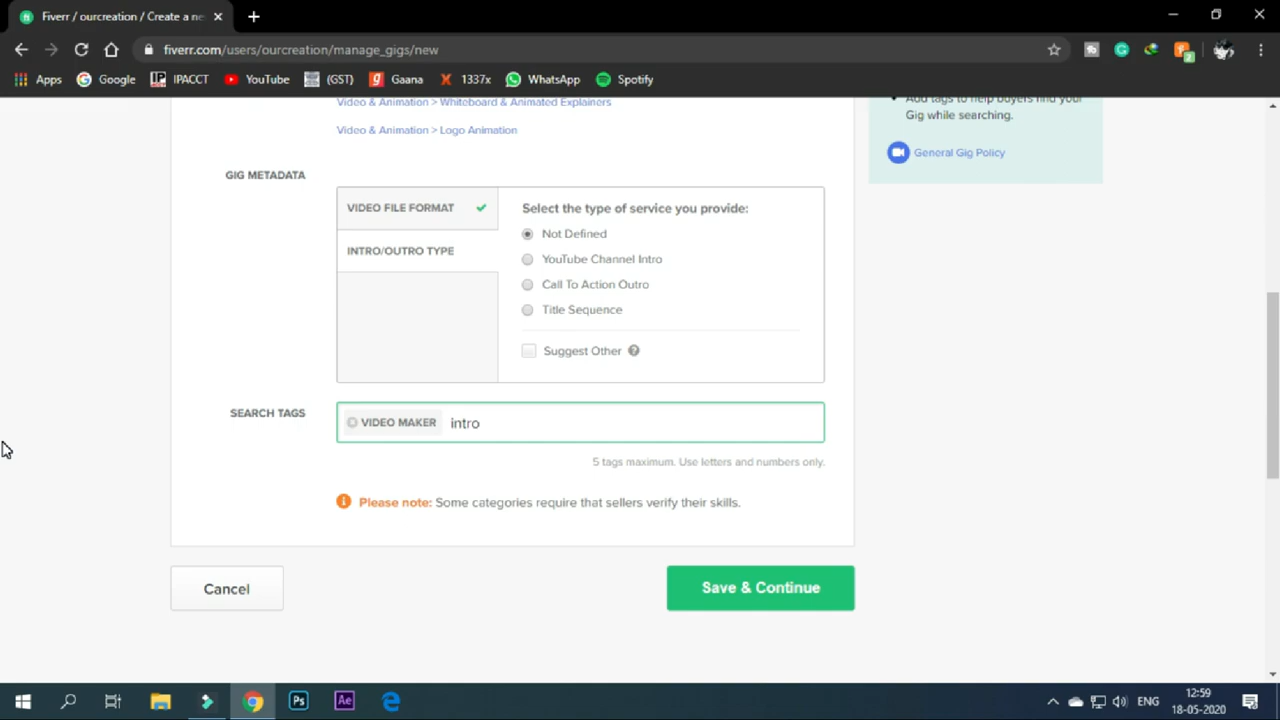 Fiverr / ourcreation / Create a ne
fiverr.com/users/ourcreation/manage_gigs/new
Apps Google IPACCT YouTube (GST) Gaana 1337x WhatsApp Spotify
Video & Animation > Whiteboard & Animated Explainers
Video & Animation > Logo Animation
Add tags to help buyers find your
Gig while searching.
General Gig Policy
GIG METADATA
VIDEO FILE FORMAT
INTRO/OUTRO TYPE
Select the type of service you provide:
Not Defined
YouTube Channel Intro
Call To Action Outro
Title Sequence
Suggest Other
SEARCH TAGS
VIDEO MAKER intro
5 tags maximum. Use letters and numbers only.
Please note: Some categories require that sellers verify their skills.
Cancel
Save & Continue
Ps Ae
ENG
12:59
18-05-2020